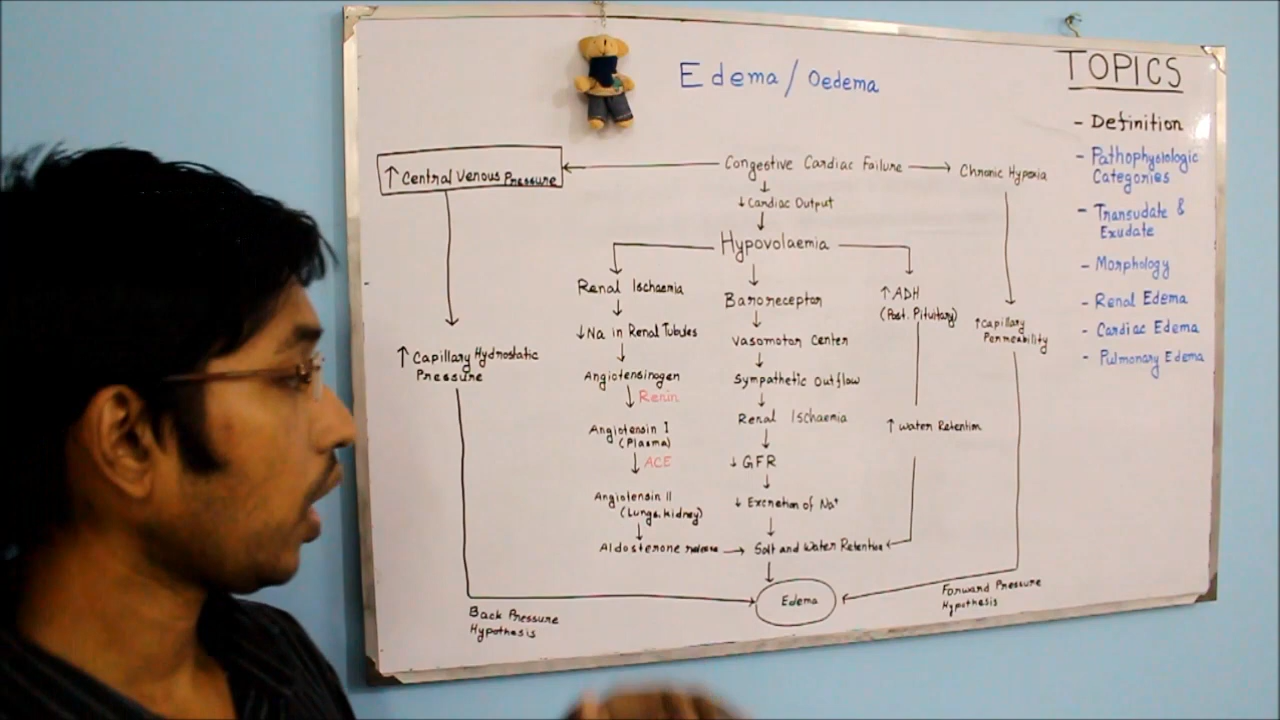 Edema / Oedema
↑ Central Venous Pressure
Congestive Cardiac Failure
Chronic Hypoxia
↓ Cardiac Output
Hypovolaemia
Renal Ischaemia
↓ Na in Renal Tubules
Angiotensinogen
Renin
Angiotensin I
(Plasma)
ACE
Angiotensin II
(Lungs, kidney)
Aldosterone release
Baroreceptor
Vasomotor Center
Sympathetic Outflow
Renal Ischaemia
↓ GFR
↓ Excretion of Na⁺
Salt and Water Retention
Edema
↑ ADH
(Post. Pituitary)
↑ Water Retention
↑ Capillary
Permeability
↑ Capillary Hydrostatic
Pressure
Back Pressure
Hypothesis
Forward Pressure
Hypothesis
TOPICS
- Definition
- Pathophysiologic
Categories
- Transudate &
Exudate
- Morphology
- Renal Edema
- Cardiac Edema
- Pulmonary Edema